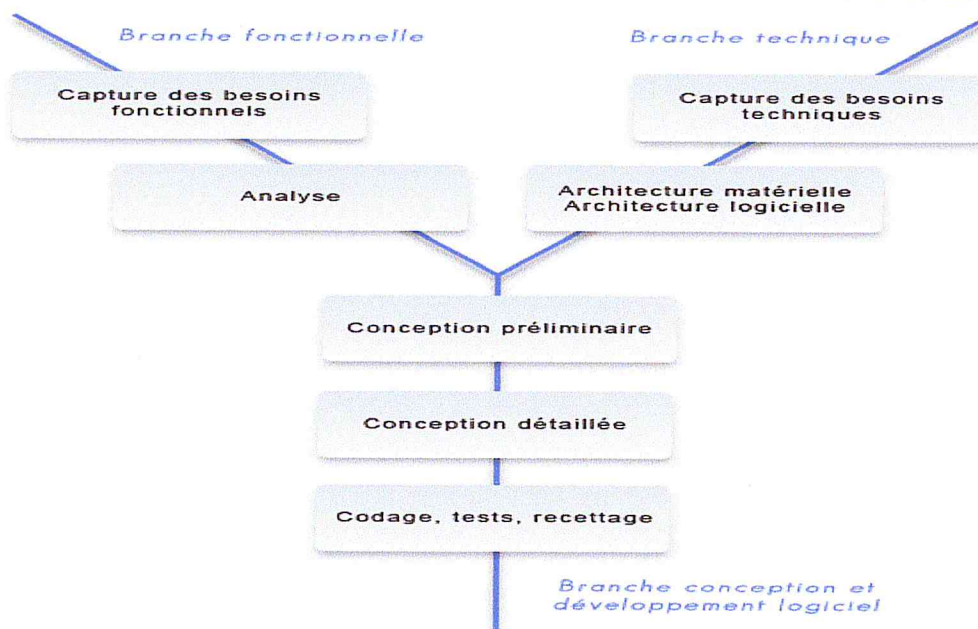 Branche fonctionnelle
Branche technique
Capture des besoins
fonctionnels
Capture des besoins
techniques
Analyse
Architecture matérielle
Architecture logicielle
Conception préliminaire
Conception détaillée
Codage, tests, recettage
Branche conception et
développement logiciel